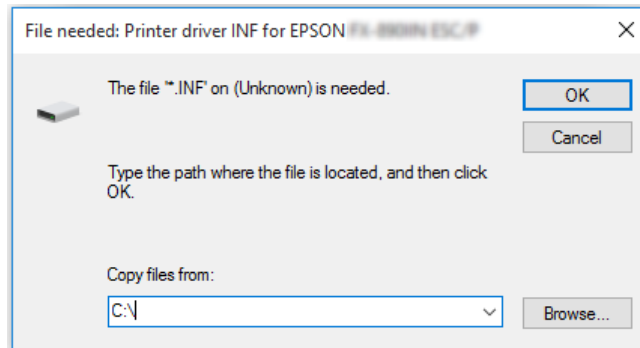 File needed: Printer driver INF for EPSON
The file '*.INF' on (Unknown) is needed.
OK
Cancel
Type the path where the file is located, and then click
OK.
Copy files from:
C:\
Browse...